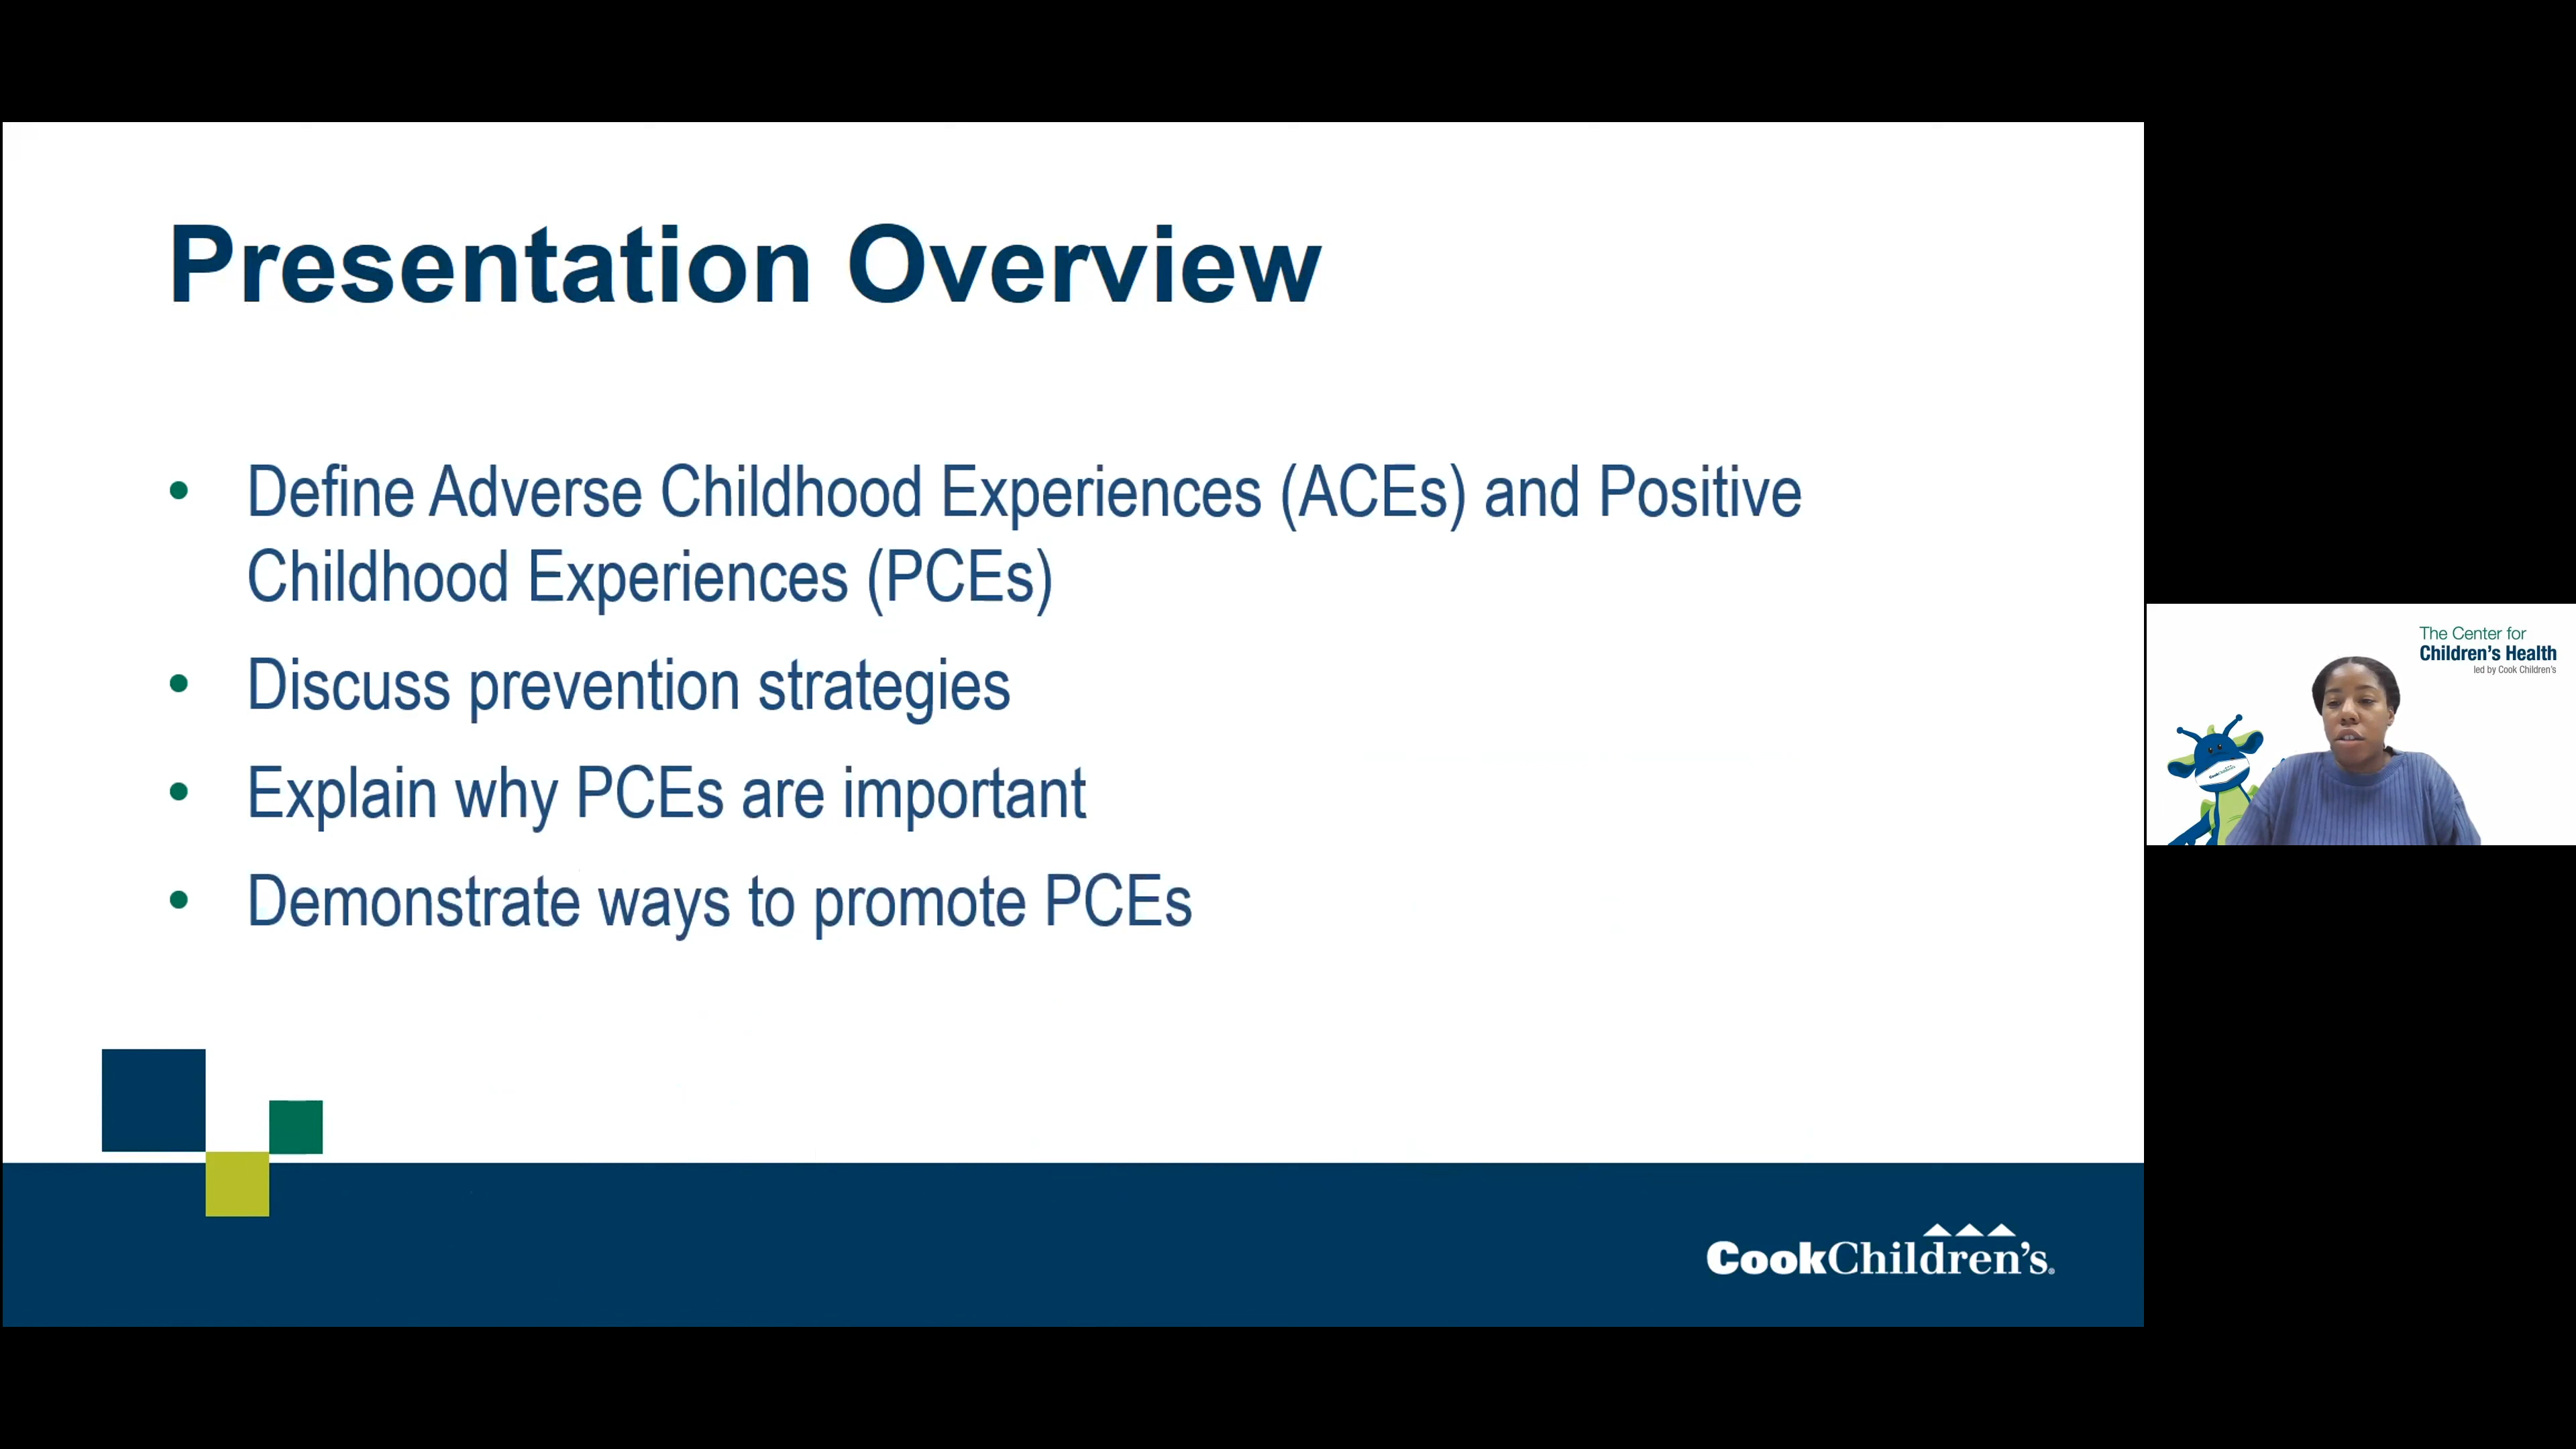 Presentation Overview
• Define Adverse Childhood Experiences (ACEs) and Positive
Childhood Experiences (PCEs)
• Discuss prevention strategies
• Explain why PCEs are important
• Demonstrate ways to promote PCEs
CookChildren's.
The Center for
Children's Health
led by Cook Children's